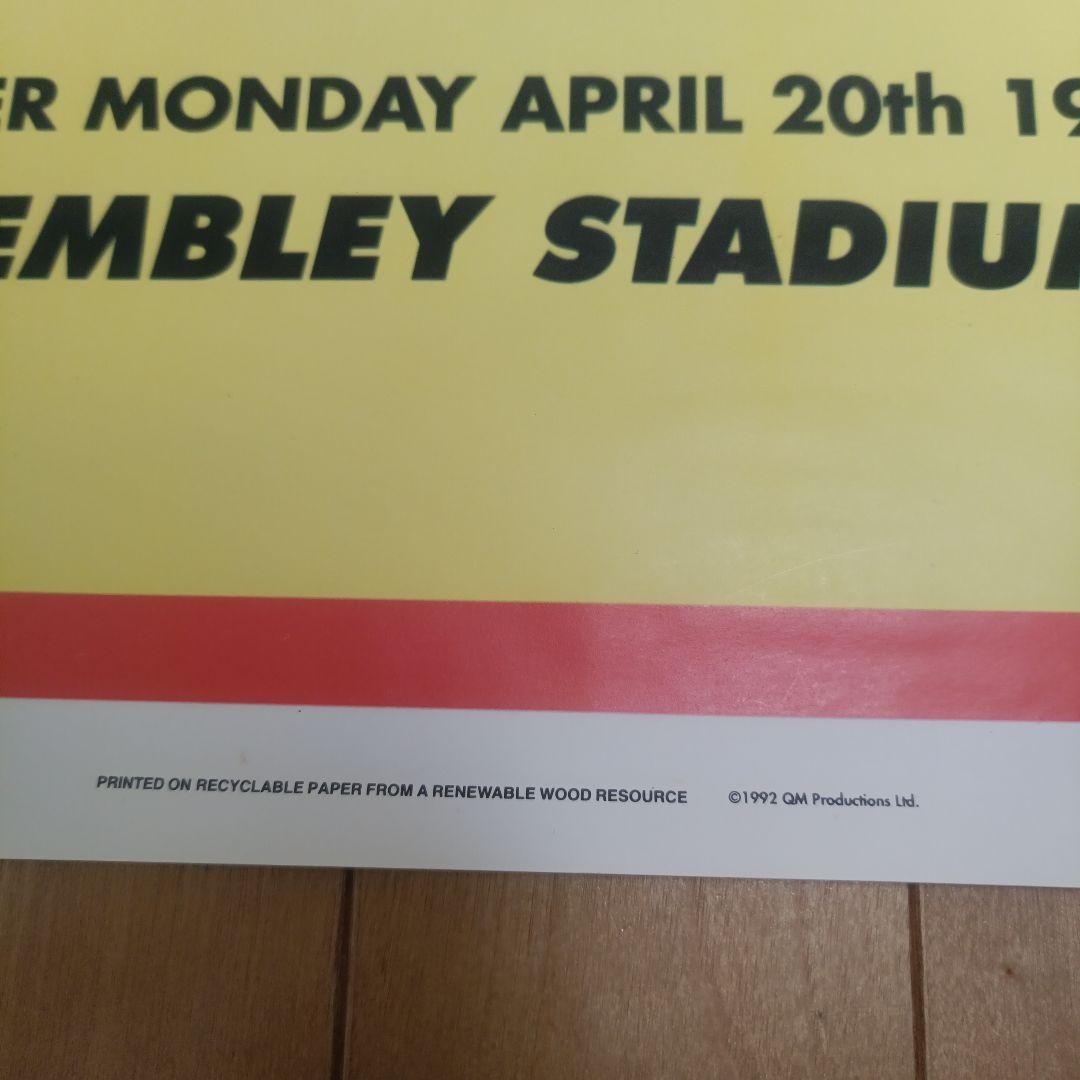 ER MONDAY APRIL 20th 19
EMBLEY STADIU
PRINTED ON RECYCLABLE PAPER FROM A RENEWABLE WOOD RESOURCE ©1992 QM Productions Ltd.